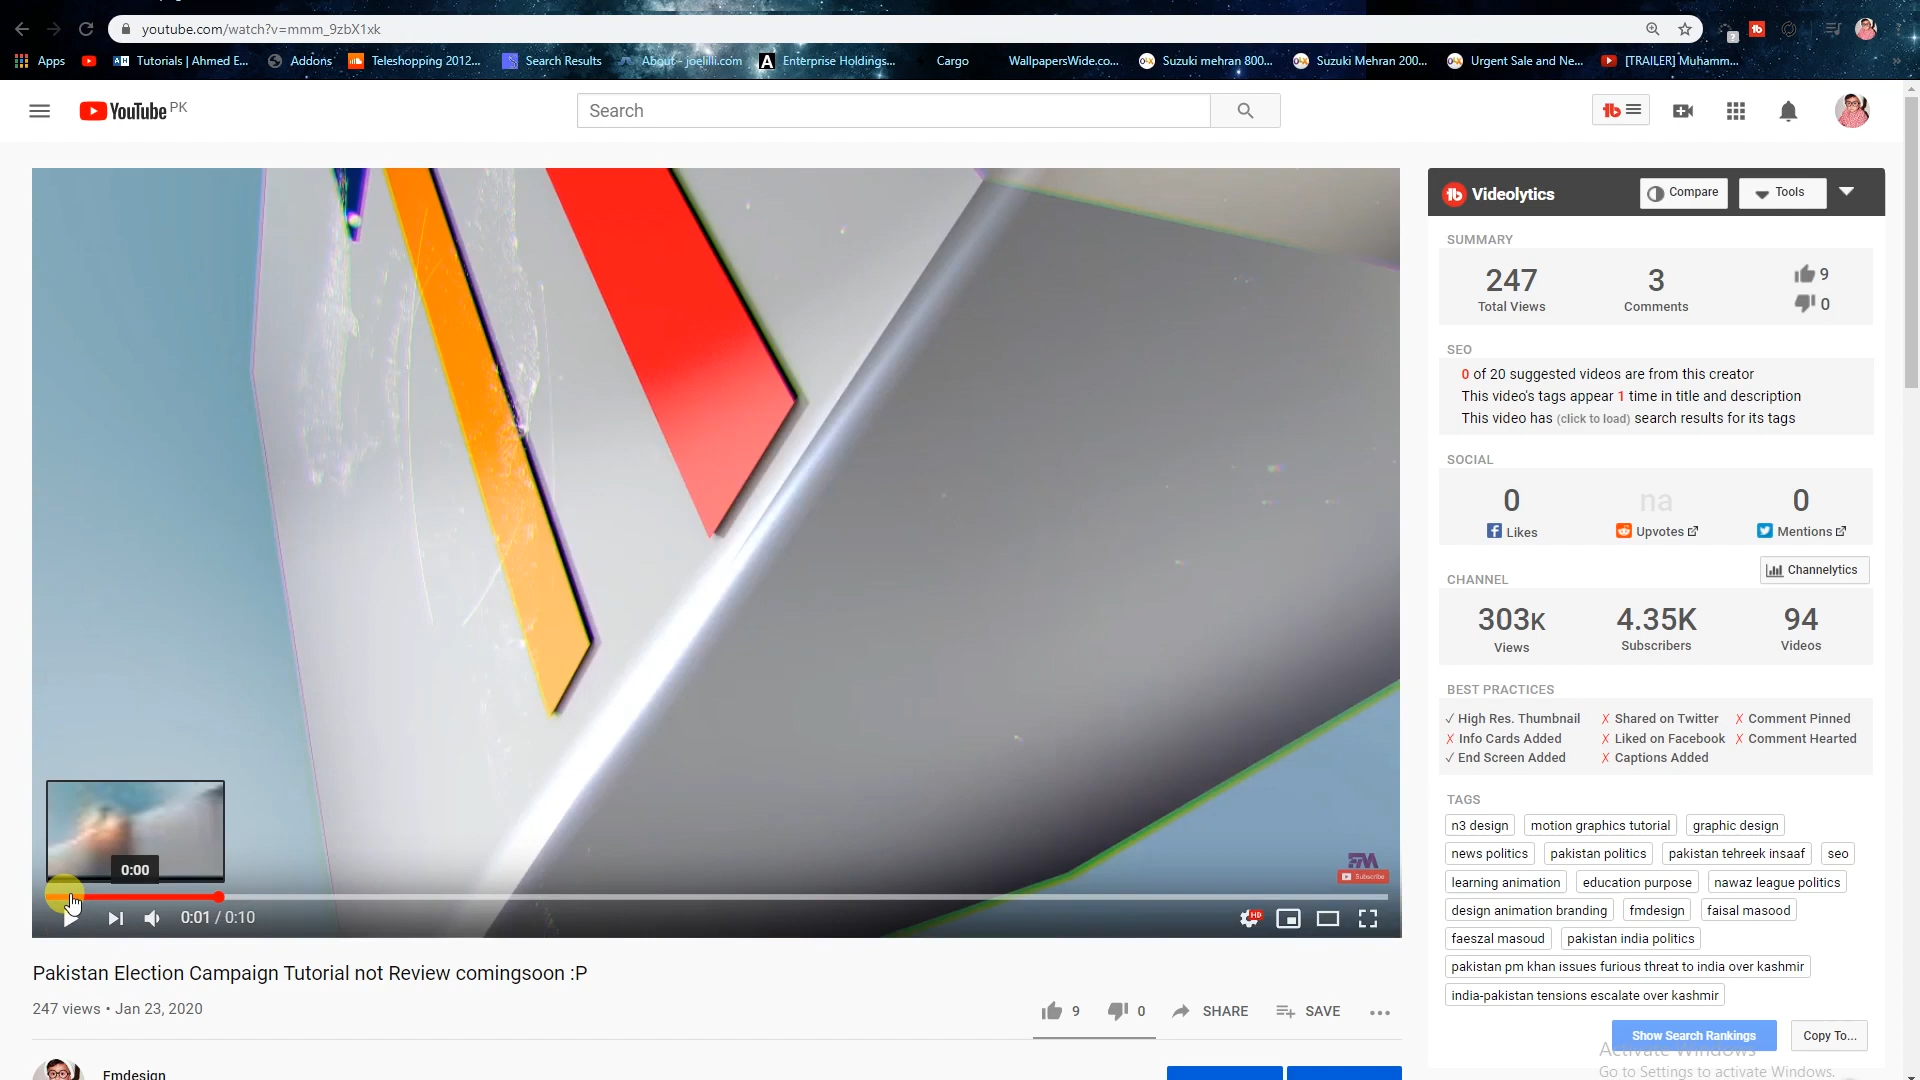 youtube.com/watch?v=mmm_9zbX1xk
Apps
Tutorials | Ahmed E...
Addons
Teleshopping 2012...
Search Results
About - joelilli.com
Enterprise Holdings...
Cargo
WallpapersWide.co...
Suzuki mehran 800...
Suzuki Mehran 200...
Urgent Sale and Ne...
[TRAILER] Muhamm...
YouTube PK
Search
Videolytics
Compare
Tools
SUMMARY
247
Total Views
3
Comments
9
0
SEO
0 of 20 suggested videos are from this creator
This video's tags appear 1 time in title and description
This video has (click to load) search results for its tags
SOCIAL
0
Likes
na
Upvotes
0
Mentions
CHANNEL
Channelytics
303K
Views
4.35K
Subscribers
94
Videos
BEST PRACTICES
✓ High Res. Thumbnail
✗ Shared on Twitter
✗ Comment Pinned
✗ Info Cards Added
✗ Liked on Facebook
✗ Comment Hearted
✓ End Screen Added
✗ Captions Added
TAGS
n3 design
motion graphics tutorial
graphic design
news politics
pakistan politics
pakistan tehreek insaaf
seo
learning animation
education purpose
nawaz league politics
design animation branding
fmdesign
faisal masood
faeszal masoud
pakistan india politics
pakistan pm khan issues furious threat to india over kashmir
india-pakistan tensions escalate over kashmir
Show Search Rankings
Copy To...
Activate Windows
Go to Settings to activate Windows.
0:00
0:01 / 0:10
HD
FM
Subscribe
Pakistan Election Campaign Tutorial not Review comingsoon :P
247 views • Jan 23, 2020
9
0
SHARE
SAVE
Fmdesign